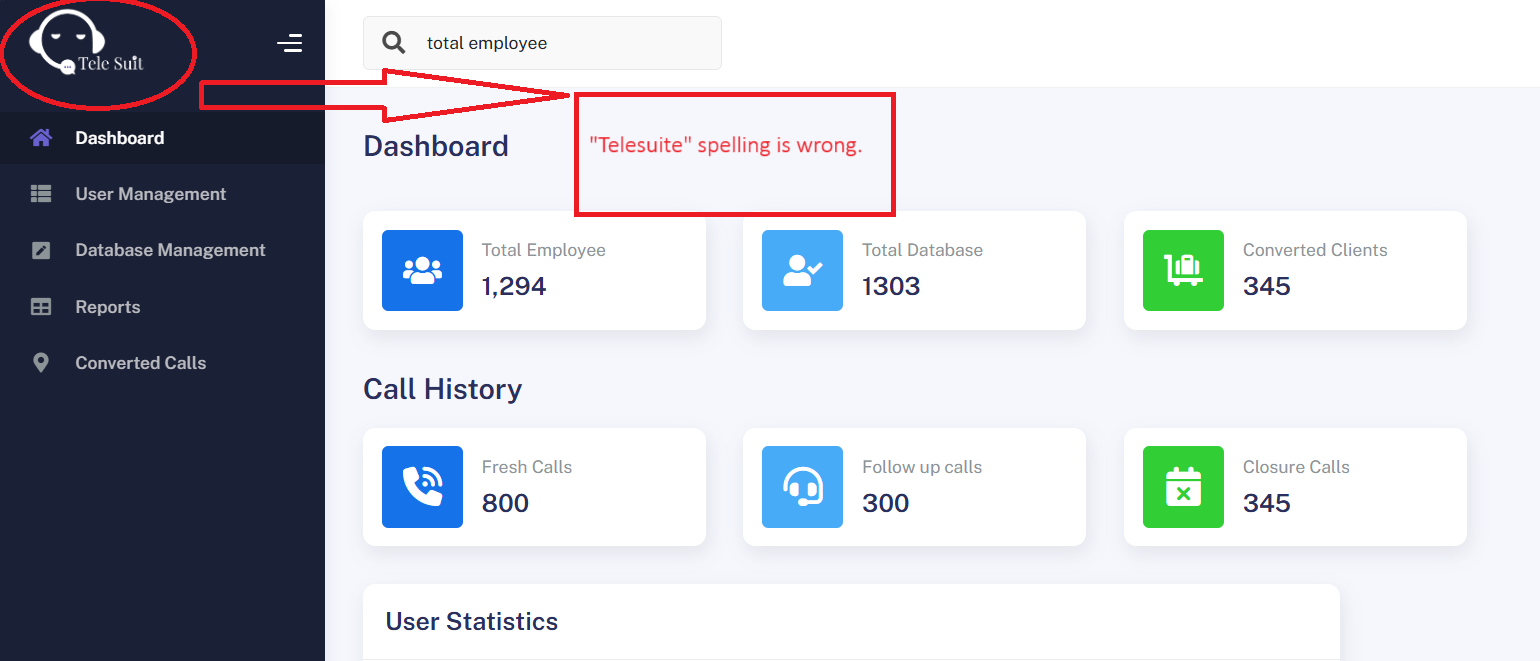 Tele Suit
total employee
Dashboard
User Management
Database Management
Reports
Converted Calls
Dashboard
"Telesuite" spelling is wrong.
Total Employee
1,294
Total Database
1303
Converted Clients
345
Call History
Fresh Calls
800
Follow up calls
300
Closure Calls
345
User Statistics